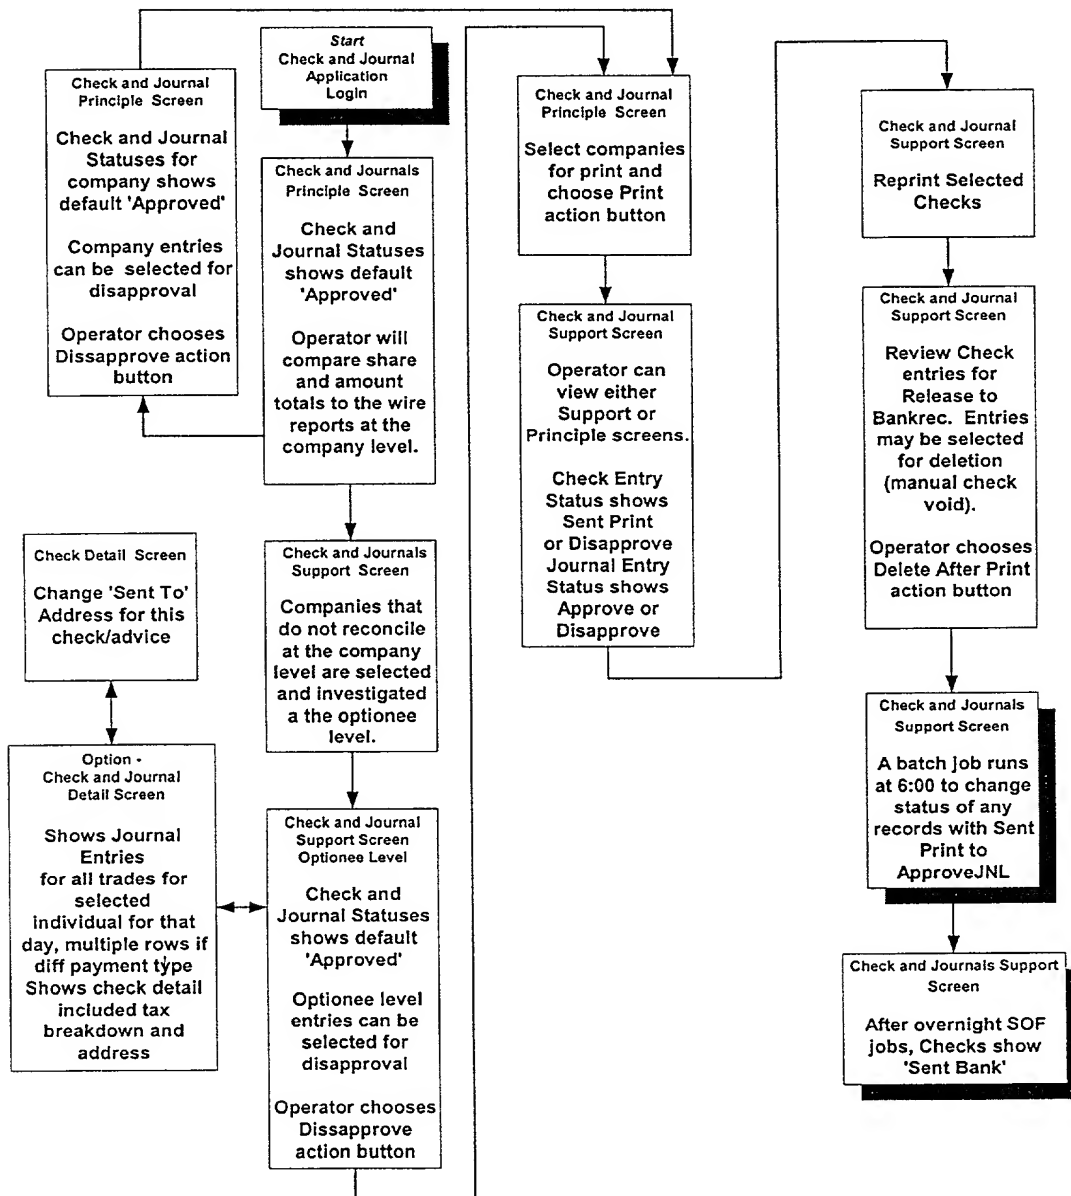 Start
Check and Journal
Application
Login
Check and Journal
Principle Screen
Check and Journal
Statuses for
company shows
default 'Approved'
Company entries
can be selected for
disapproval
Operator chooses
Dissapprove action
button
Check and Journals
Principle Screen
Check and
Journal Statuses
shows default
'Approved'
Operator will
compare share
and amount
totals to the wire
reports at the
company level.
Check and Journals
Support Screen
Companies that
do not reconcile
at the company
level are selected
and investigated
a the optionee
level.
Check Detail Screen
Change 'Sent To'
Address for this
check/advice
Option -
Check and Journal
Detail Screen
Shows Journal
Entries
for all trades for
selected
individual for that
day, multiple rows if
diff payment type
Shows check detail
included tax
breakdown and
address
Check and Journal
Support Screen
Optionee Level
Check and
Journal Statuses
shows default
'Approved'
Optionee level
entries can be
selected for
disapproval
Operator chooses
Dissapprove
action button
Check and Journal
Principle Screen
Select companies
for print and
choose Print
action button
Check and Journal
Support Screen
Operator can
view either
Support or
Principle screens.
Check Entry
Status shows
Sent Print
or Disapprove
Journal Entry
Status shows
Approve or
Disapprove
Check and Journal
Support Screen
Reprint Selected
Checks
Check and Journal
Support Screen
Review Check
entries for
Release to
Bankrec. Entries
may be selected
for deletion
(manual check
void).
Operator chooses
Delete After Print
action button
Check and Journals
Support Screen
A batch job runs
at 6:00 to change
status of any
records with Sent
Print to
ApproveJNL
Check and Journals Support
Screen
After overnight SOF
jobs, Checks show
'Sent Bank'